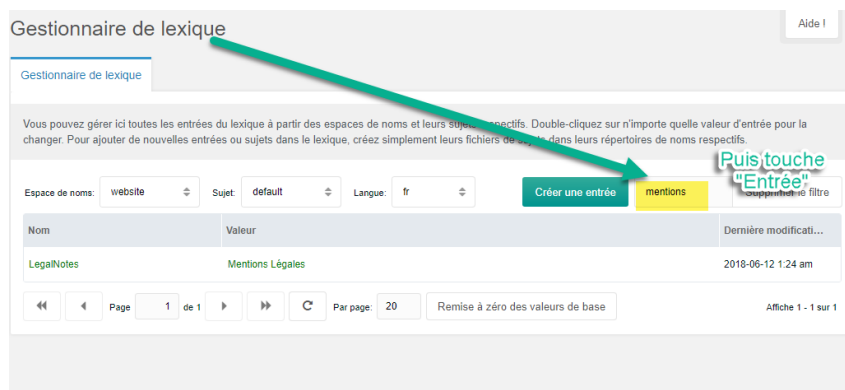 Gestionnaire de lexique
Aide !
Gestionnaire de lexique
Vous pouvez gérer ici toutes les entrées du lexique à partir des espaces de noms et leurs sujets respectifs. Double-cliquez sur n'importe quelle valeur d'entrée pour la
changer. Pour ajouter de nouvelles entrées ou sujets dans le lexique, créez simplement leurs fichiers de sujets dans leurs répertoires de noms respectifs.
Puis touche
"Entrée"
Espace de noms: website Sujet: default Langue: fr Créer une entrée mentions Supprimer le filtre
Nom Valeur Dernière modificati...
LegalNotes Mentions Légales 2018-06-12 1:24 am
Page 1 de 1 Par page: 20 Remise à zéro des valeurs de base Affiche 1 - 1 sur 1